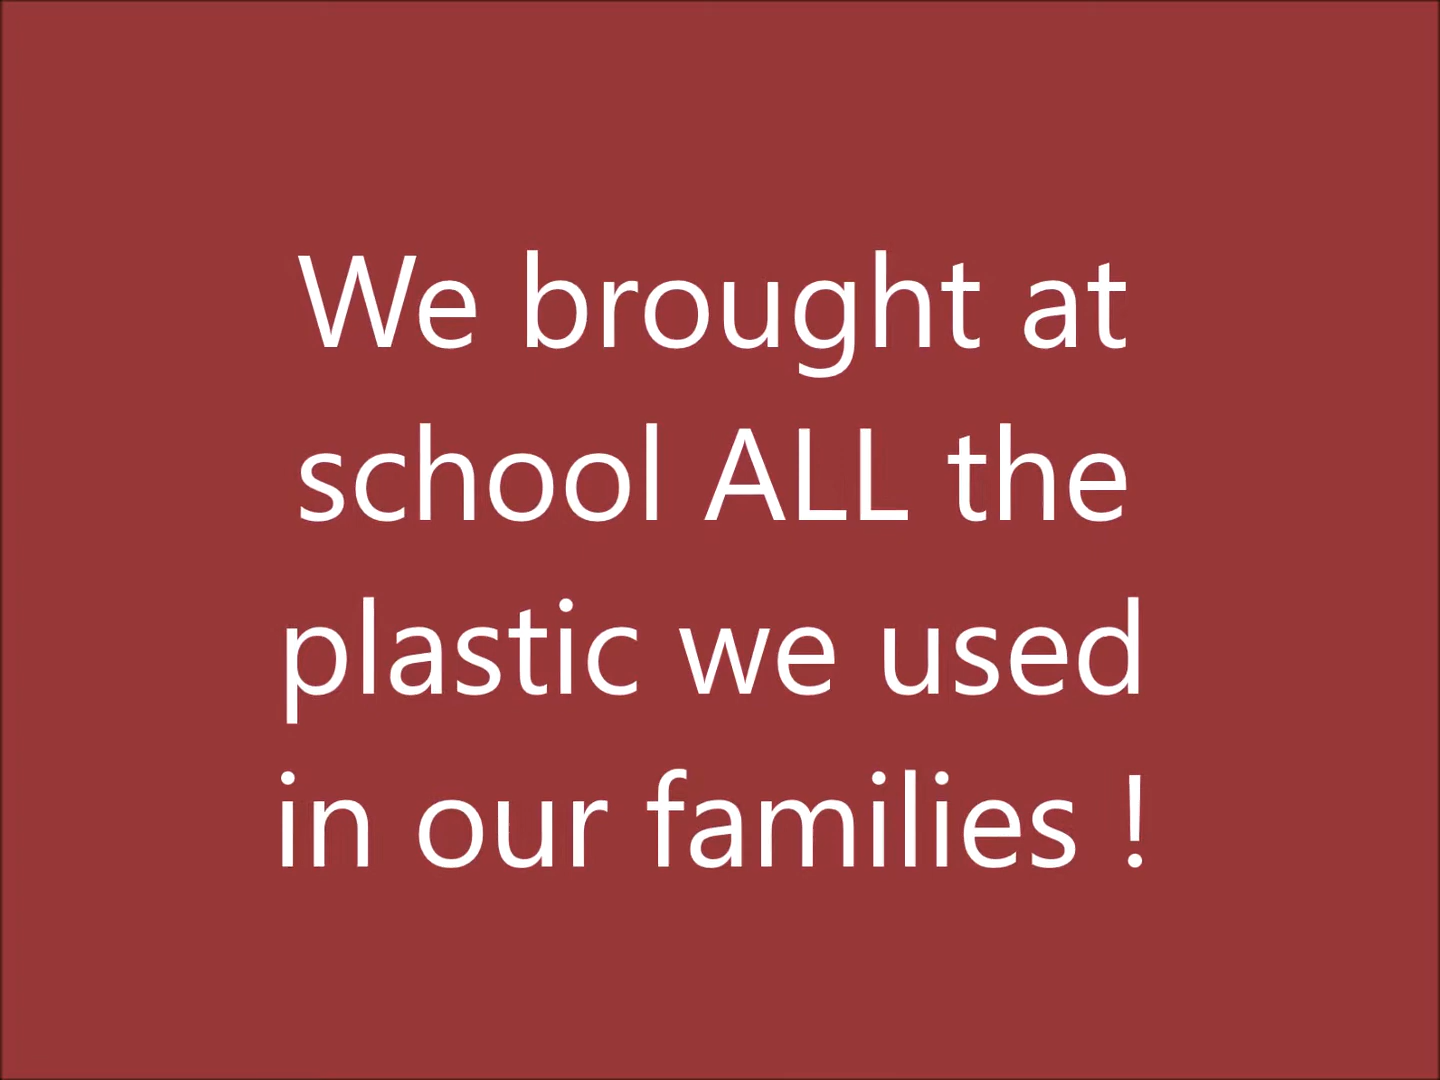 We brought at
school ALL the
plastic we used
in our families !